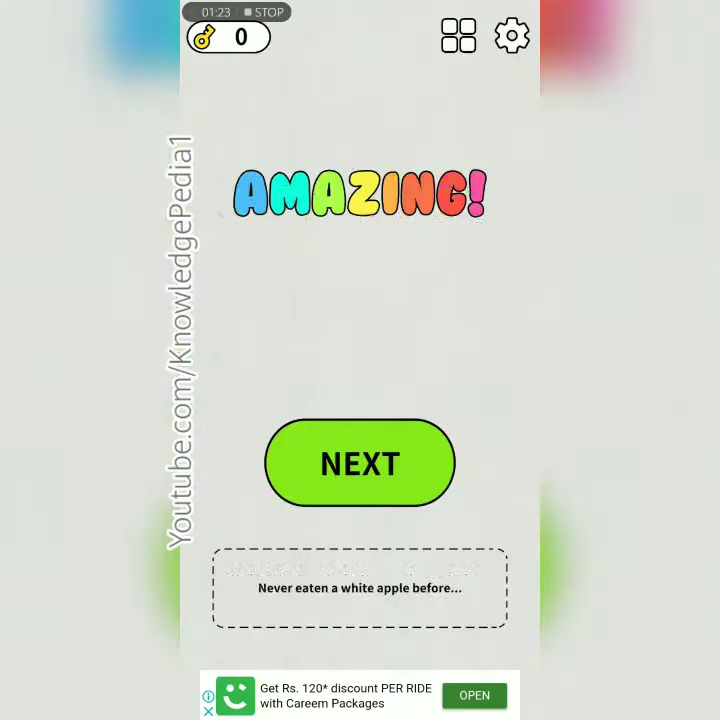 01:23 STOP
0
AMAZING!
Youtube.com/KnowledgePedia1
NEXT
Never eaten a white apple before...
Get Rs. 120* discount PER RIDE
with Careem Packages
OPEN